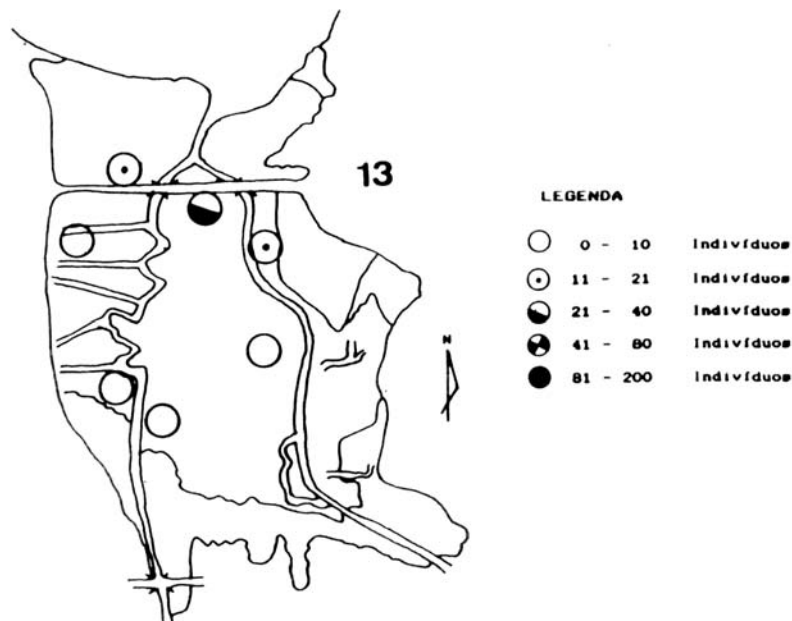 13
LEGENDA
0 - 10 Indivíduos
11 - 21 Indivíduos
21 - 40 Indivíduos
41 - 80 Indivíduos
81 - 200 Indivíduos
N